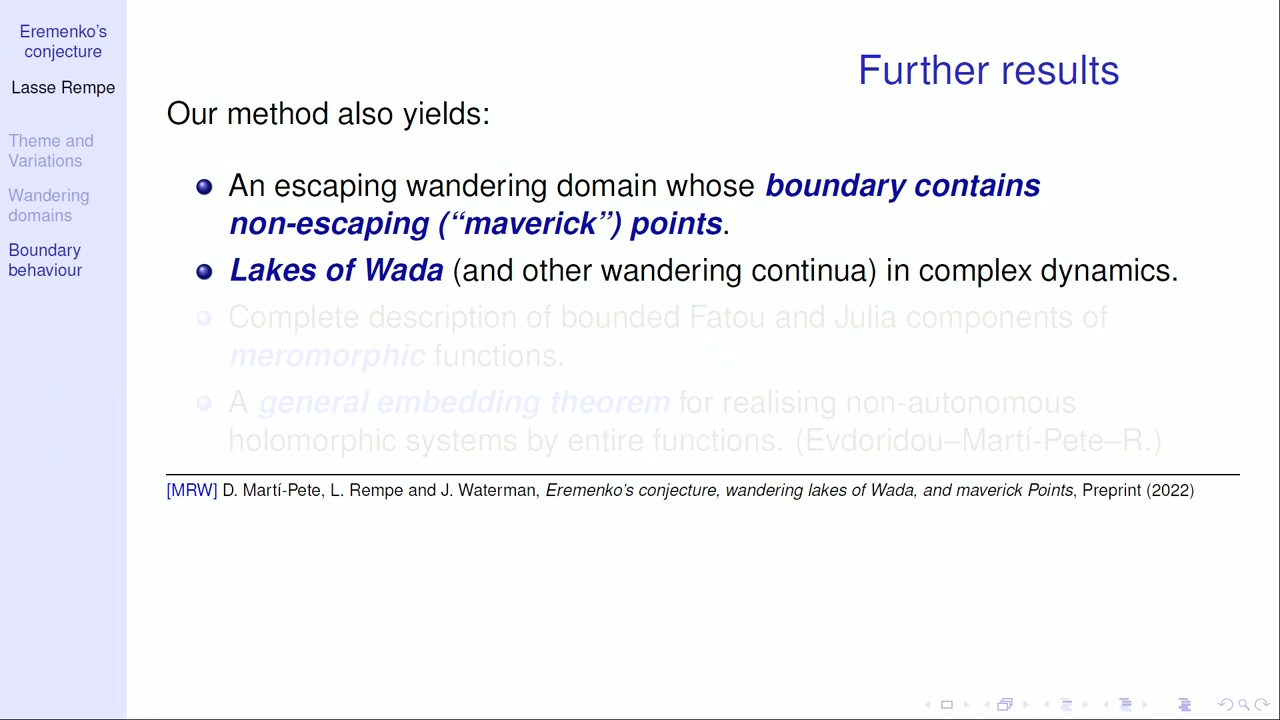 Eremenko's
conjecture
Lasse Rempe
Theme and
Variations
Wandering
domains
Boundary
behaviour
Further results
Our method also yields:
An escaping wandering domain whose boundary contains
non-escaping (“maverick”) points.
Lakes of Wada (and other wandering continua) in complex dynamics.
Complete description of bounded Fatou and Julia components of
meromorphic functions.
A general embedding theorem for realising non-autonomous
holomorphic systems by entire functions. (Evdoridou–Martí-Pete–R.)
[MRW] D. Martí-Pete, L. Rempe and J. Waterman, Eremenko's conjecture, wandering lakes of Wada, and maverick Points, Preprint (2022)